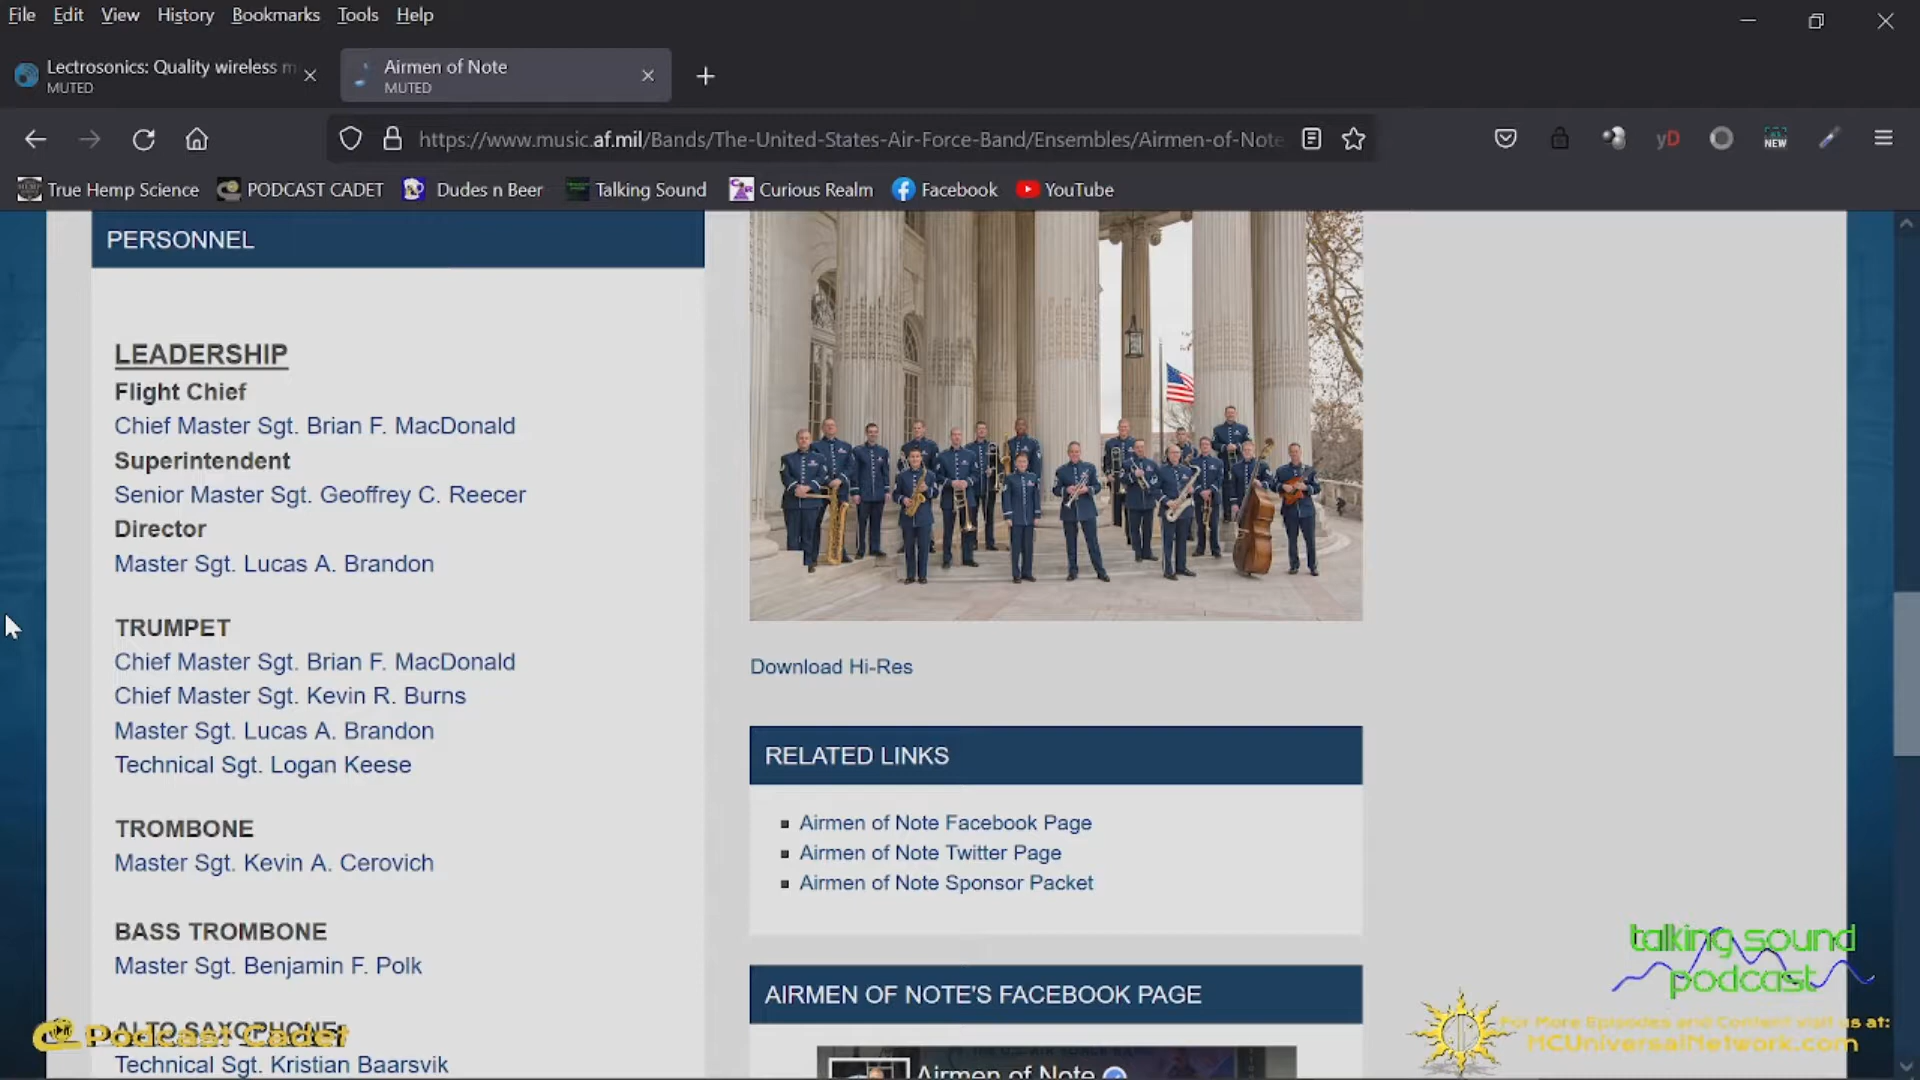 File Edit View History Bookmarks Tools Help
Lectrosonics: Quality wireless m
MUTED
Airmen of Note
MUTED
https://www.music.af.mil/Bands/The-United-States-Air-Force-Band/Ensembles/Airmen-of-Note
yD
NEW
True Hemp Science PODCAST CADET Dudes n Beer Talking Sound Curious Realm Facebook YouTube
PERSONNEL
LEADERSHIP
Flight Chief
Chief Master Sgt. Brian F. MacDonald
Superintendent
Senior Master Sgt. Geoffrey C. Reecer
Director
Master Sgt. Lucas A. Brandon
TRUMPET
Chief Master Sgt. Brian F. MacDonald
Chief Master Sgt. Kevin R. Burns
Master Sgt. Lucas A. Brandon
Technical Sgt. Logan Keese
TROMBONE
Master Sgt. Kevin A. Cerovich
BASS TROMBONE
Master Sgt. Benjamin F. Polk
ALTO SAXOPHONE
Technical Sgt. Kristian Baarsvik
Download Hi-Res
RELATED LINKS
Airmen of Note Facebook Page
Airmen of Note Twitter Page
Airmen of Note Sponsor Packet
AIRMEN OF NOTE'S FACEBOOK PAGE
Airmen of Note
Podcast Cadet
talking sound
podcast
For More Episodes and Content visit us at:
MCUniversalNetwork.com